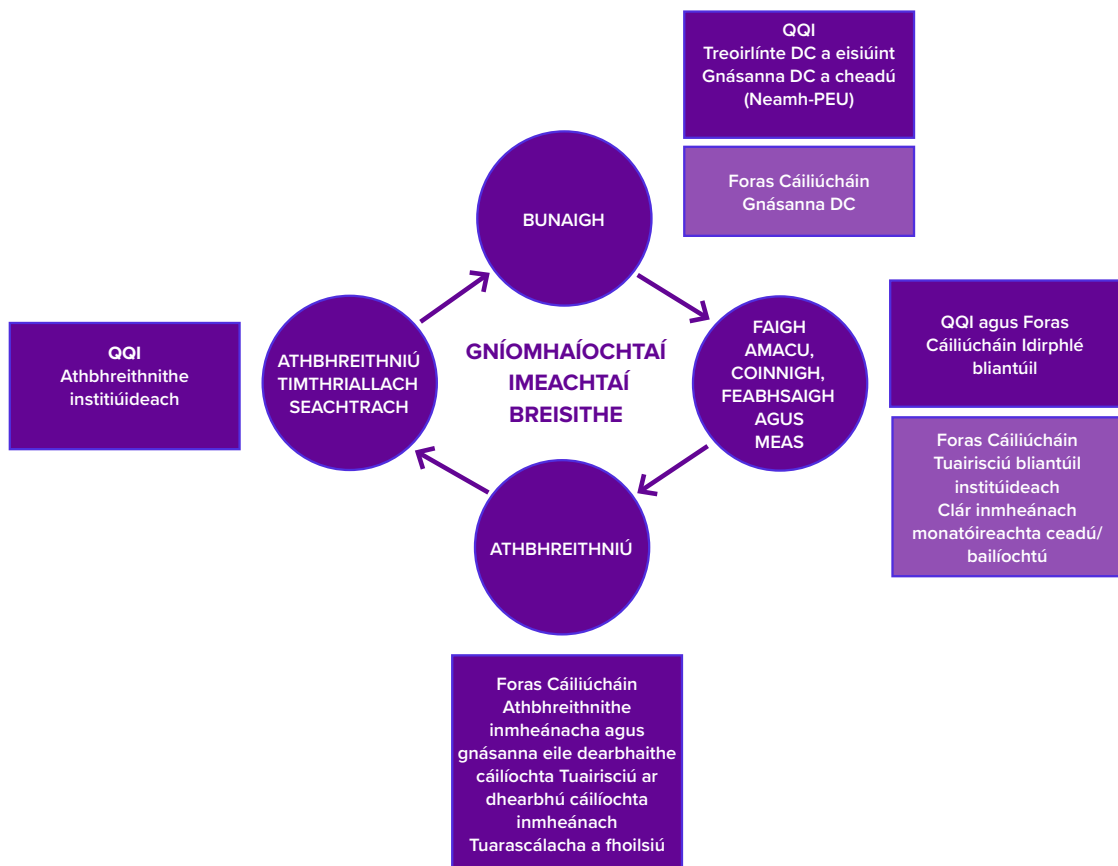 QQI
Treoirlínte DC a eisiúint
Gnásanna DC a cheadú
(Neamh-PEU)
Foras Cáiliúcháin
Gnásanna DC
BUNAIGH
QQI
Athbhreithnithe
institiúideach
ATHBHREITHNIÚ
TIMTHRIALLACH
SEACHTRACH
GNÍOMHAÍOCHTAÍ
IMEACHTAÍ
BREISITHE
FAIGH
AMACU,
COINNIGH,
FEABHSAIGH
AGUS
MEAS
QQI agus Foras
Cáiliúcháin Idirphlé
bliantúil
Foras Cáiliúcháin
Tuairisciú bliantúil
institúideach
Clár inmheánach
monatóireachta ceadú/
bailíochtú
ATHBHREITHNIÚ
Foras Cáiliúcháin
Athbhreithnithe
inmheánacha agus
gnásanna eile dearbhaithe
cáilíochta Tuairisciú ar
dhearbhú cáilíochta
inmheánach
Tuarascálacha a fhoilsiú